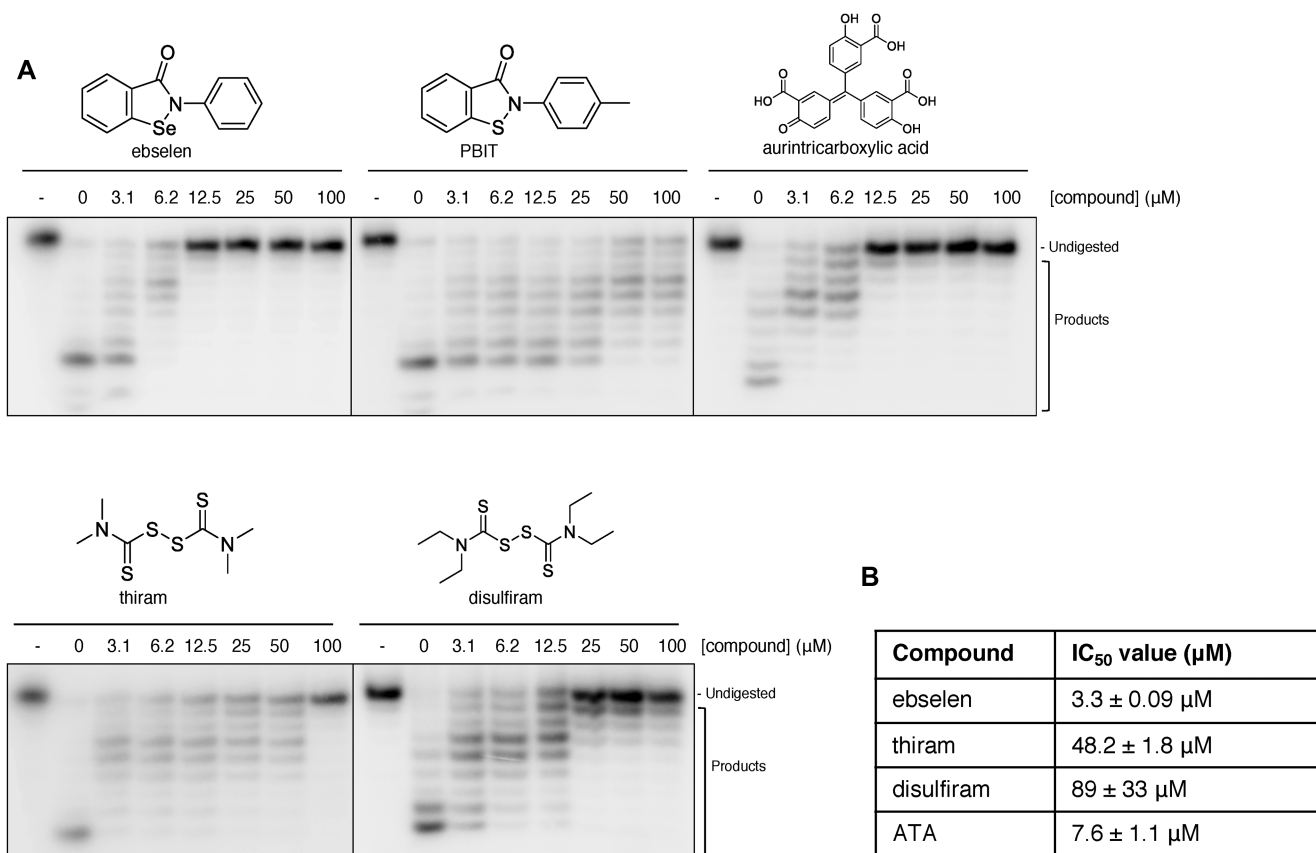 A
O
N
Se
ebselen
O
N
S
PBIT
OH
O
OH
O
HO
O
OH
O
OH
aurintricarboxylic acid
- 0 3.1 6.2 12.5 25 50 100
- 0 3.1 6.2 12.5 25 50 100
- 0 3.1 6.2 12.5 25 50 100
[compound] (µM)
- Undigested
Products
N
S
S
S
S
N
thiram
N
S
S
S
N
S
disulfiram
- 0 3.1 6.2 12.5 25 50 100
- 0 3.1 6.2 12.5 25 50 100
[compound] (µM)
- Undigested
Products
B
Compound IC50 value (µM)
ebselen 3.3 ± 0.09 µM
thiram 48.2 ± 1.8 µM
disulfiram 89 ± 33 µM
ATA 7.6 ± 1.1 µM